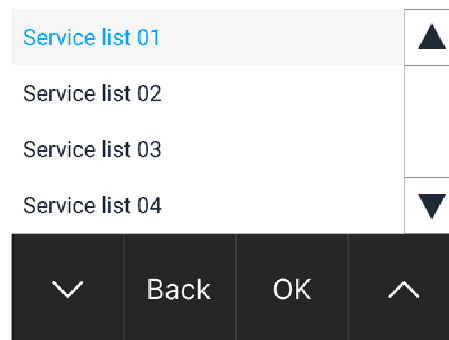 Service list 01
Service list 02
Service list 03
Service list 04
Back OK